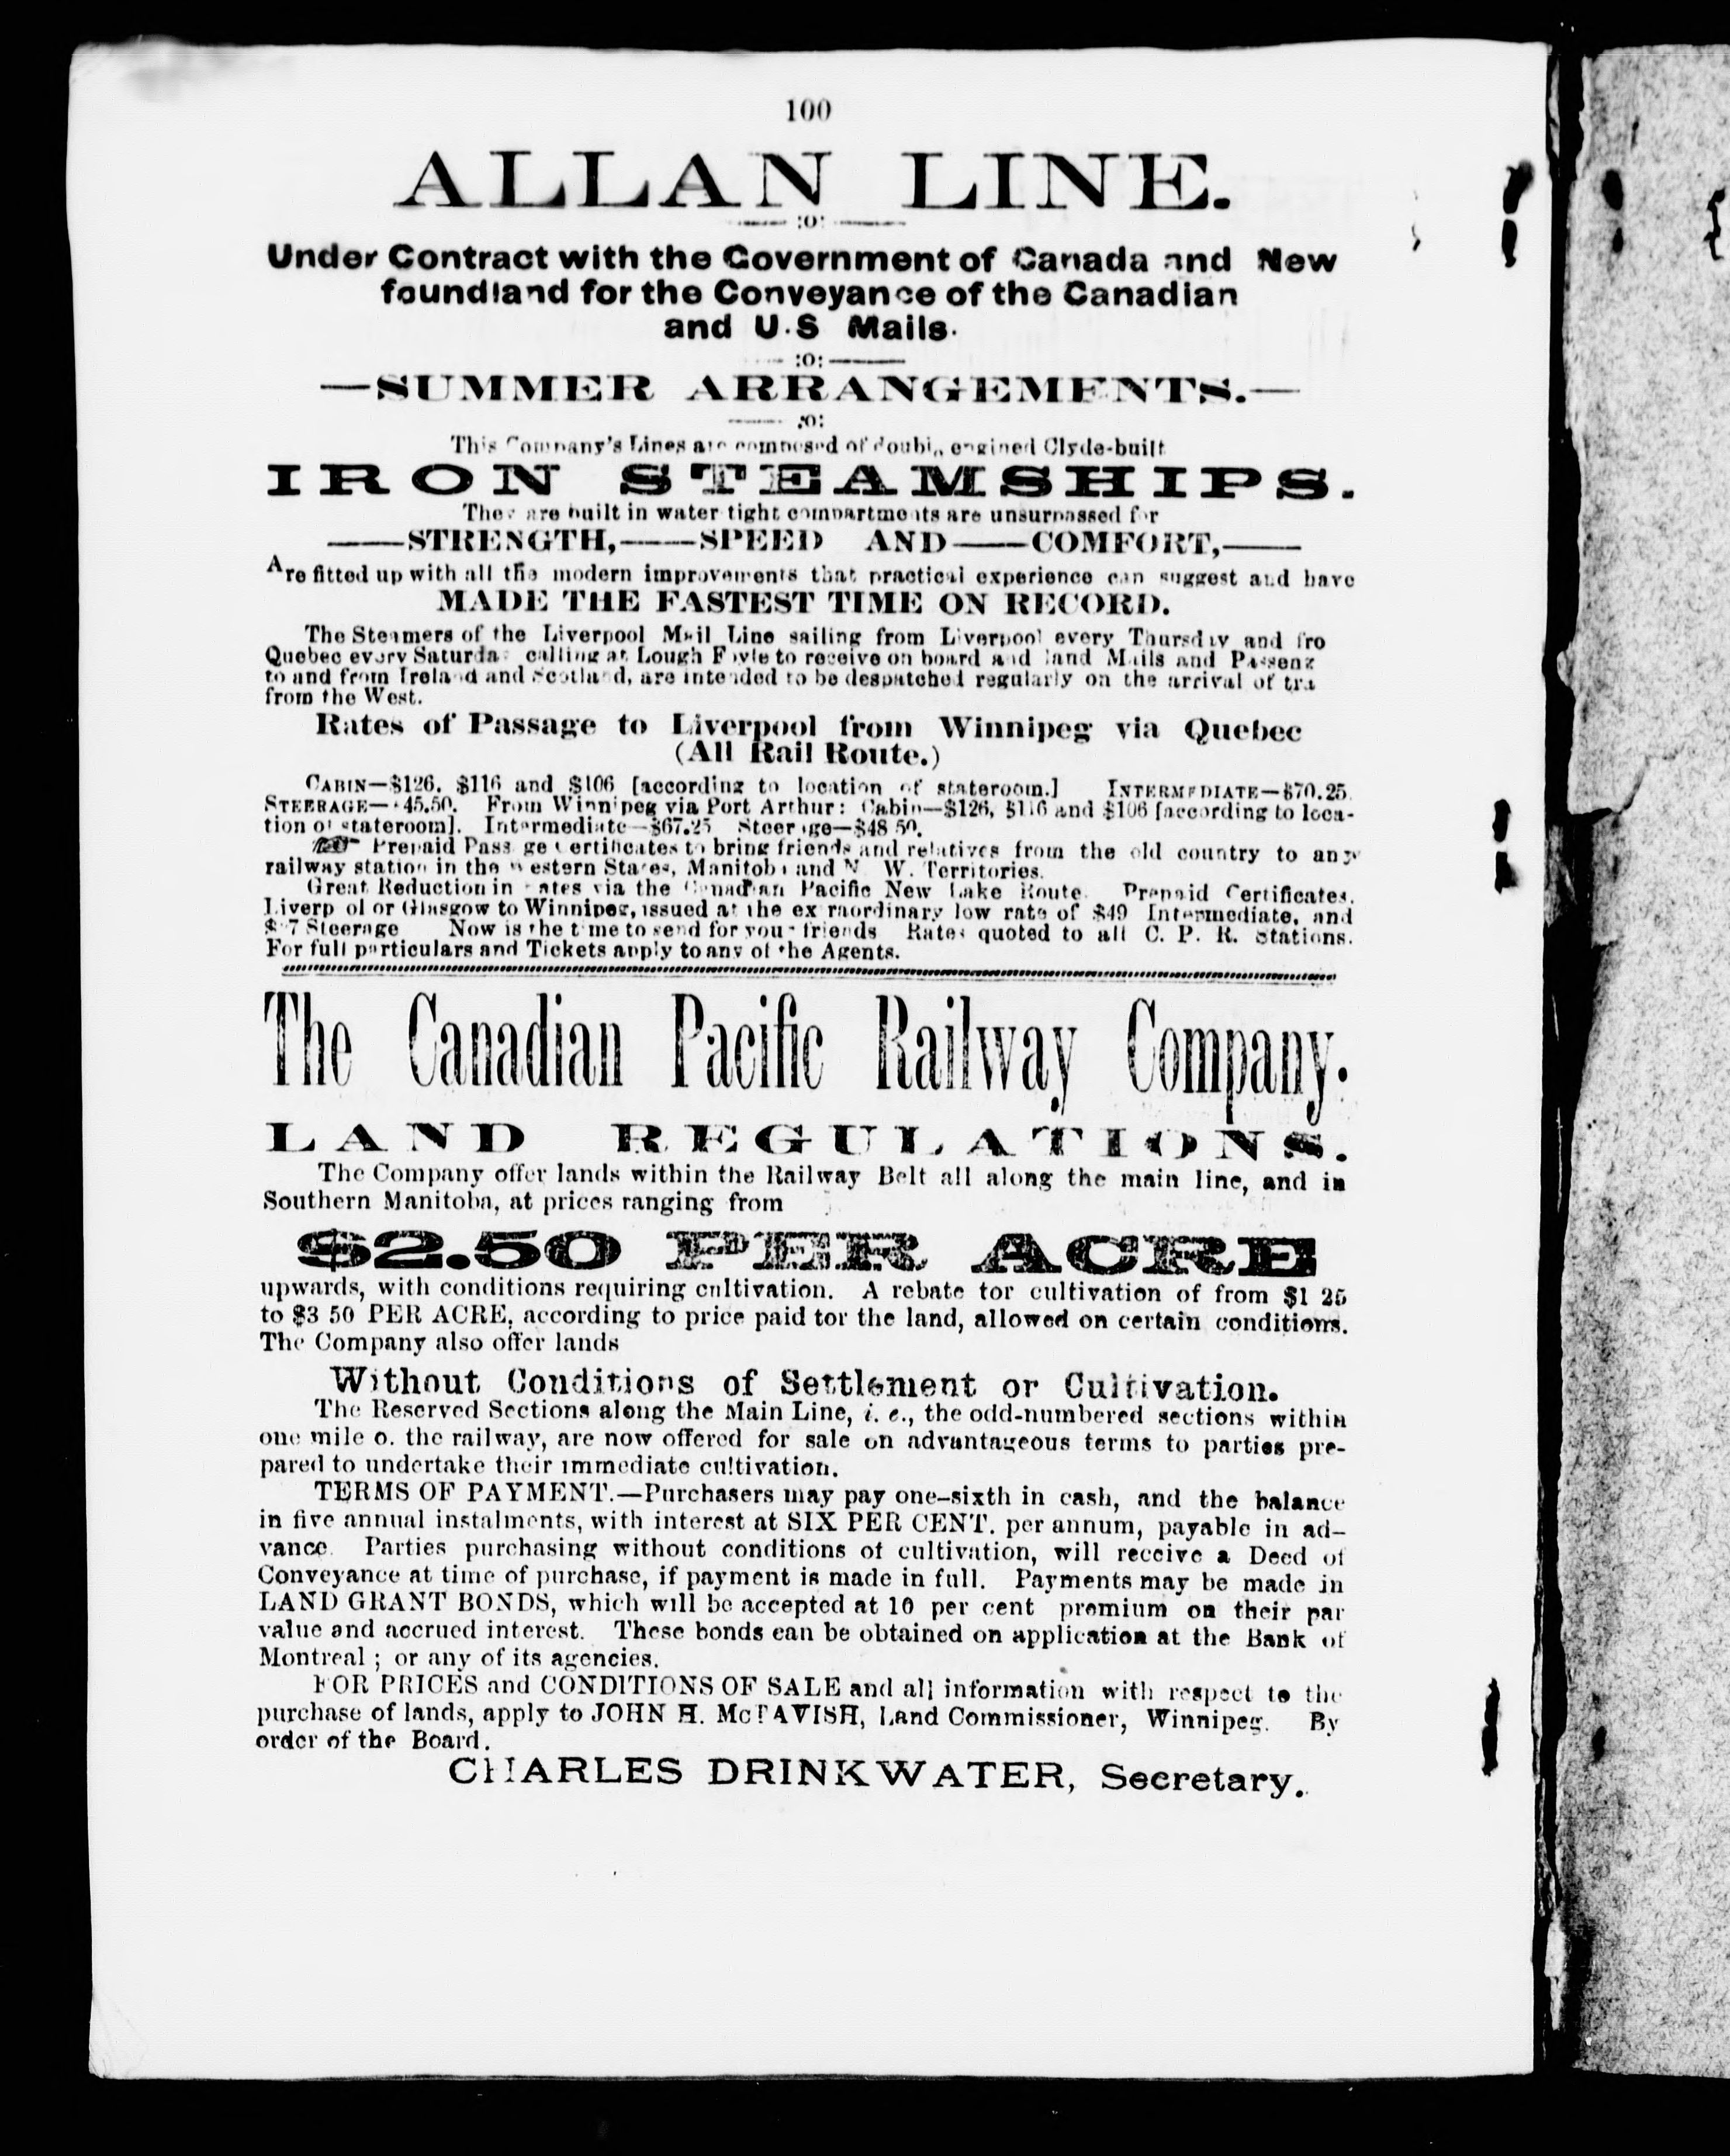 100
ALLAN LINE.
:o:
Under Contract with the Government of Canada and New
foundland for the Conveyance of the Canadian
and U.S Mails.
:o:
—SUMMER ARRANGEMENTS.—
:o:
This Company's Lines are composed of double engined Clyde-built
IRON STEAMSHIPS.
They are built in water tight compartments are unsurpassed for
——STRENGTH,——SPEED AND——COMFORT,——
Are fitted up with all the modern improvements that practical experience can suggest and have
MADE THE FASTEST TIME ON RECORD.
The Steamers of the Liverpool Mail Line sailing from Liverpool every Thursday and fro
Quebec every Saturda calling at Lough Foyle to receive on board and land Mails and Passeng
to and from Ireland and Scotland, are intended to be despatched regularly on the arrival of tra
from the West.
Rates of Passage to Liverpool from Winnipeg via Quebec
(All Rail Route.)
CABIN—$126, $116 and $106 [according to location of stateroom.] INTERMEDIATE—$70.25.
STEERAGE—$45.50. From Winnipeg via Port Arthur: Cabin—$126, $116 and $106 [according to loca-
tion of stateroom]. Intermediate—$67.25 Steerage—$48 50.
Prepaid Passage Certificates to bring friends and relatives from the old country to any
railway station in the Western States, Manitoba and N. W. Territories.
Great Reduction in rates via the Canadian Pacific New Lake Route. Prepaid Certificates.
Liverpool or Glasgow to Winnipeg, issued at the extraordinary low rate of $49 Intermediate, and
Steerage Now is the time to send for your friends Rates quoted to all C. P. R. Stations.
For full particulars and Tickets apply to any of the Agents.
The Canadian Pacific Railway Company.
LAND REGULATIONS.
The Company offer lands within the Railway Belt all along the main line, and in
Southern Manitoba, at prices ranging from
$2.50 PER ACRE
upwards, with conditions requiring cultivation. A rebate tor cultivation of from $1 25
to $3 50 PER ACRE, according to price paid tor the land, allowed on certain conditions.
The Company also offer lands
Without Conditions of Settlement or Cultivation.
The Reserved Sections along the Main Line, i. e., the odd-numbered sections within
one mile o. the railway, are now offered for sale on advantageous terms to parties pre-
pared to undertake their immediate cultivation.
TERMS OF PAYMENT.—Purchasers may pay one-sixth in cash, and the balance
in five annual instalments, with interest at SIX PER CENT. per annum, payable in ad-
vance. Parties purchasing without conditions of cultivation, will receive a Deed of
Conveyance at time of purchase, if payment is made in full. Payments may be made in
LAND GRANT BONDS, which will be accepted at 10 per cent premium on their par
value and accrued interest. These bonds can be obtained on application at the Bank of
Montreal ; or any of its agencies.
FOR PRICES and CONDITIONS OF SALE and all information with respect to the
purchase of lands, apply to JOHN H. McTAVISH, Land Commissioner, Winnipeg. By
order of the Board.
CHARLES DRINKWATER, Secretary.